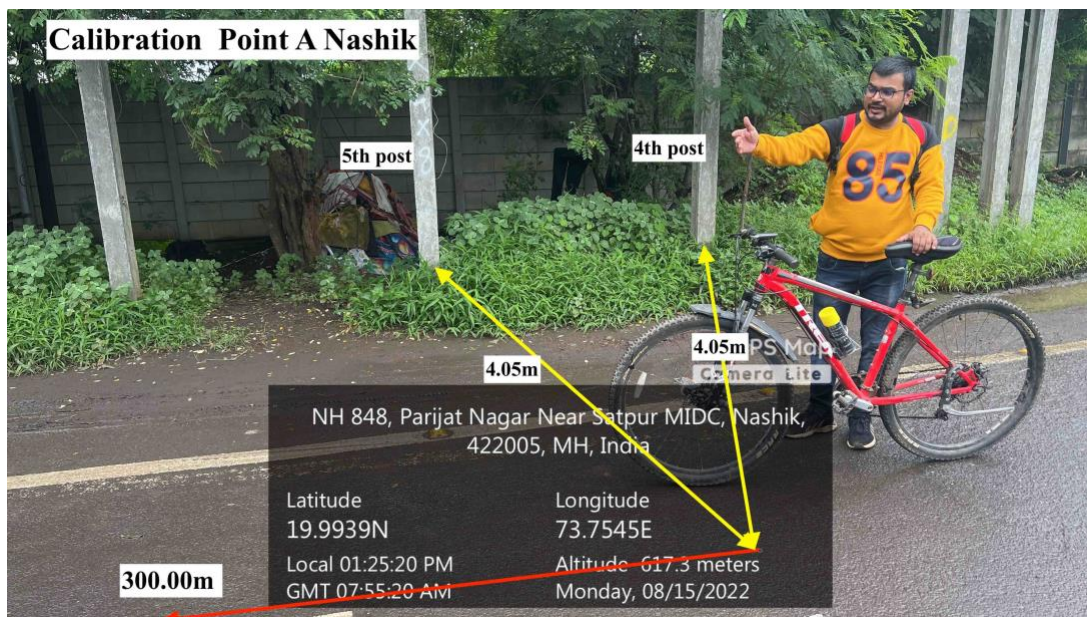 Calibration Point A Nashik
5th post
4th post
85
4.05m
4.05m
PS Map
Camera Lite
NH 848, Parijat Nagar Near Satpur MIDC, Nashik,
422005, MH, India
Latitude
Longitude
19.9939N
73.7545E
Local 01:25:20 PM
Altitude 617.3 meters
GMT 07:55:20 AM
Monday, 08/15/2022
300.00m